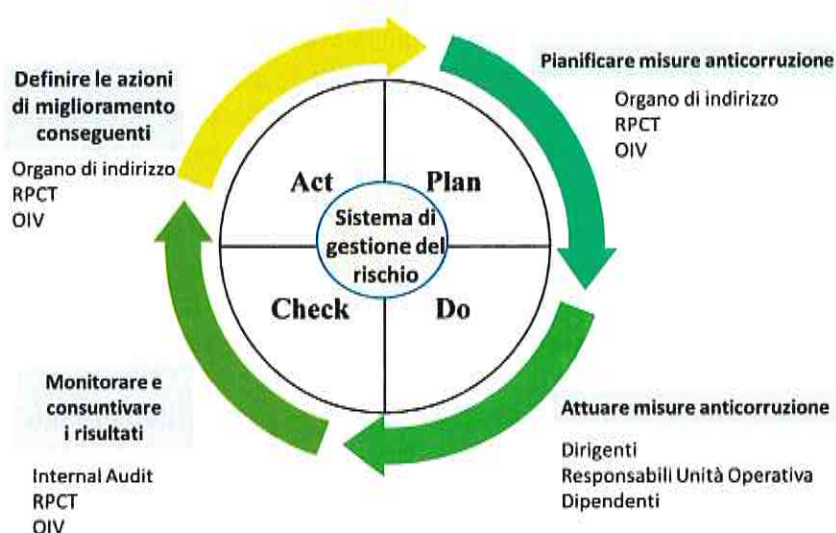 Definire le azioni
di miglioramento
conseguenti
Organo di indirizzo
RPCT
OIV
Planificare misure anticorruzione
Organo di indirizzo
RPCT
OIV
Act
Plan
Sistema di
gestione del
rischio
Check
Do
Monitorare e
consuntivare
i risultati
Internal Audit
RPCT
OIV
Attuare misure anticorruzione
Dirigenti
Responsabili Unità Operativa
Dipendenti